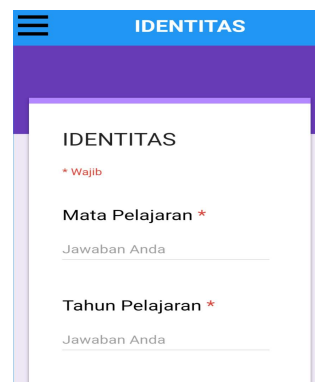 IDENTITAS
IDENTITAS
* Wajib
Mata Pelajaran *
Jawaban Anda
Tahun Pelajaran *
Jawaban Anda